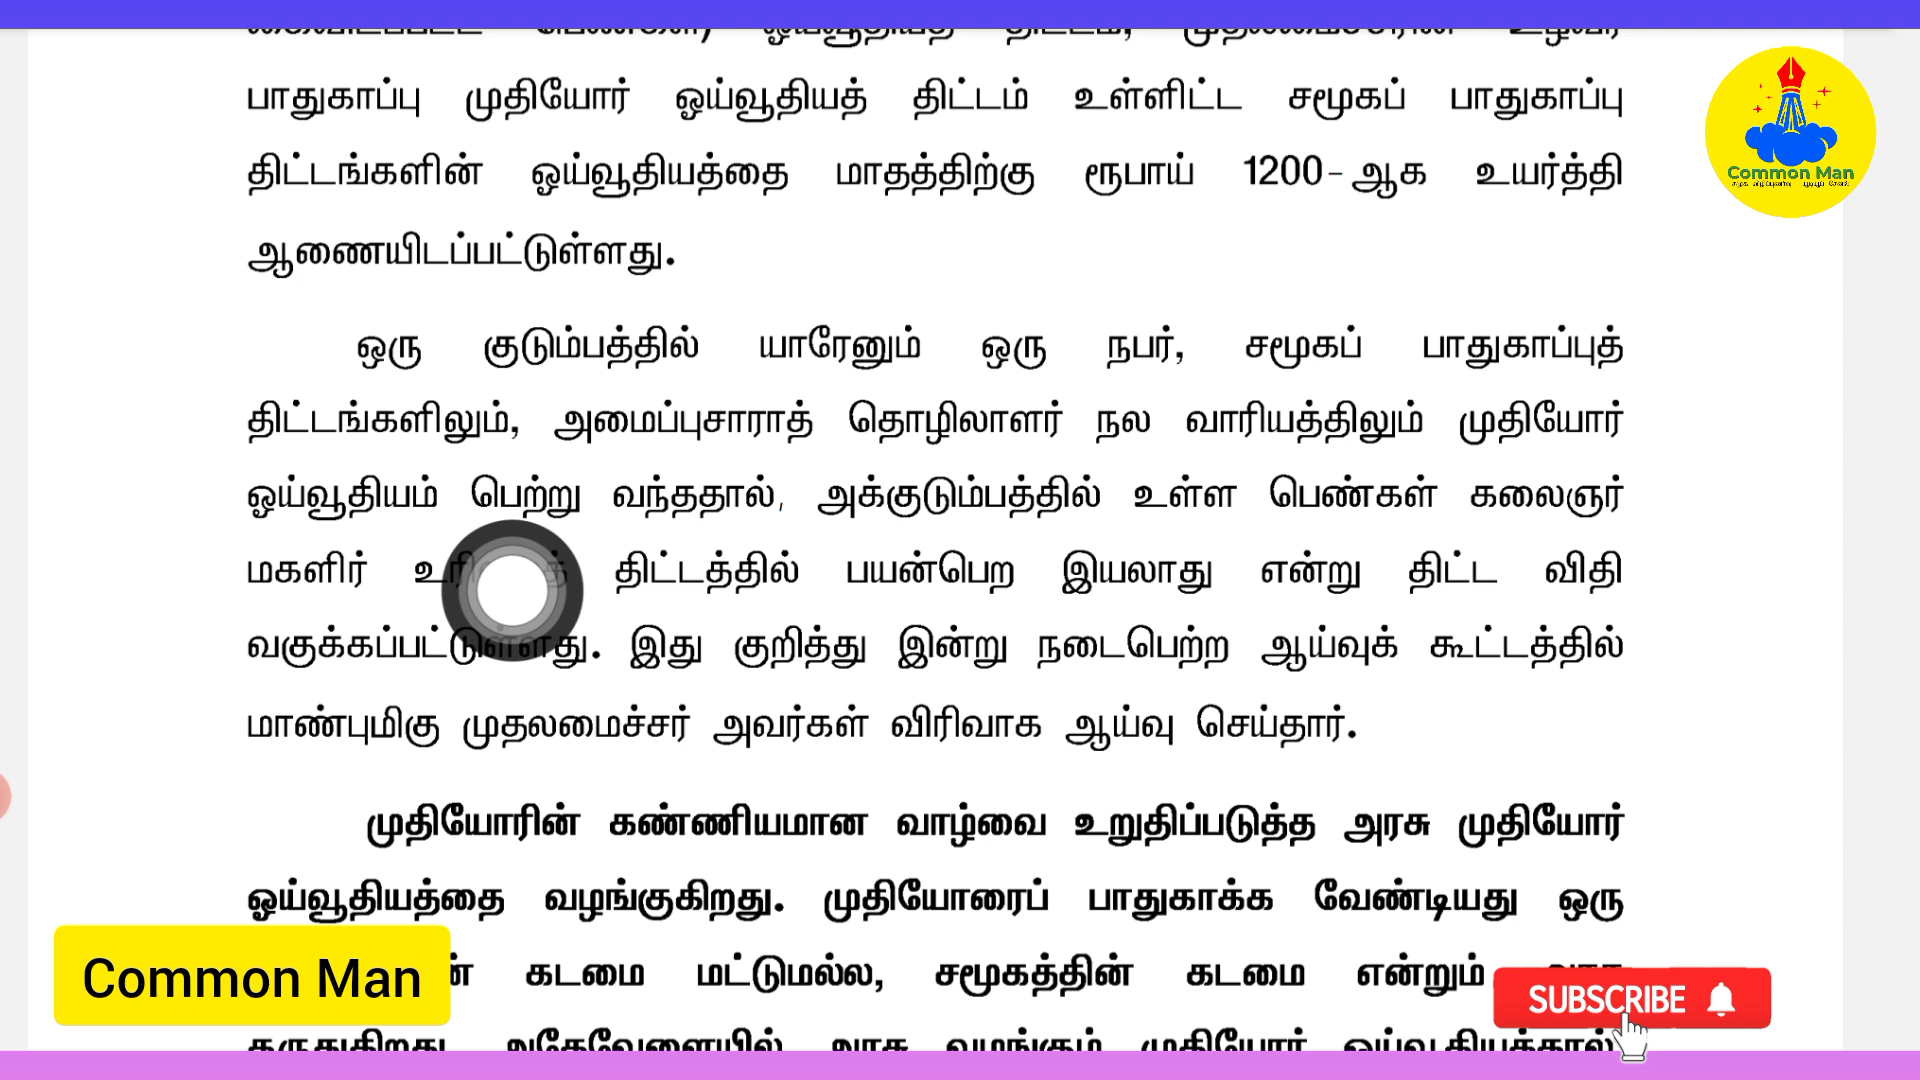 பாதுகாப்பு முதியோர் ஓய்வூதியத் திட்டம் உள்ளிட்ட சமூகப் பாதுகாப்பு
திட்டங்களின் ஓய்வூதியத்தை மாதத்திற்கு ரூபாய் 1200-ஆக உயர்த்தி
ஆணையிடப்பட்டுள்ளது.
ஒரு குடும்பத்தில் யாரேனும் ஒரு நபர், சமூகப் பாதுகாப்புத்
திட்டங்களிலும், அமைப்புசாராத் தொழிலாளர் நல வாரியத்திலும் முதியோர்
ஓய்வூதியம் பெற்று வந்ததால், அக்குடும்பத்தில் உள்ள பெண்கள் கலைஞர்
மகளிர் திட்டத்தில் பயன்பெற இயலாது என்று திட்ட விதி
வகுக்கப்பட்டுள்ளது. இது குறித்து இன்று நடைபெற்ற ஆய்வுக் கூட்டத்தில்
மாண்புமிகு முதலமைச்சர் அவர்கள் விரிவாக ஆய்வு செய்தார்.
முதியோரின் கண்ணியமான வாழ்வை உறுதிப்படுத்த அரசு முதியோர்
ஓய்வூதியத்தை வழங்குகிறது. முதியோரைப் பாதுகாக்க வேண்டியது ஒரு
கடமை மட்டுமல்ல, சமூகத்தின் கடமை என்றும்
Common Man
Common Man
SUBSCRIBE